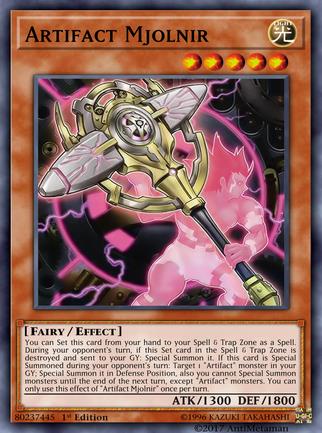 ARTIFACT MJOLNIR
LIGHT
光
[FAIRY / EFFECT]
You can Set this card from your hand to your Spell & Trap Zone as a Spell.
During your opponent's turn, if this Set card in the Spell & Trap Zone is
destroyed and sent to your GY: Special Summon it. If this card is Special
Summoned during your opponent's turn: Target 1 "Artifact" monster in your
GY; Special Summon it in Defense Position, also you cannot Special Summon
monsters until the end of the next turn, except "Artifact" monsters. You can
only use this effect of "Artifact Mjolnir" once per turn.
ATK/1300 DEF/1800
80237445 1st Edition ©1996 KAZUKI TAKAHASHI
©2017 AntiMetaman